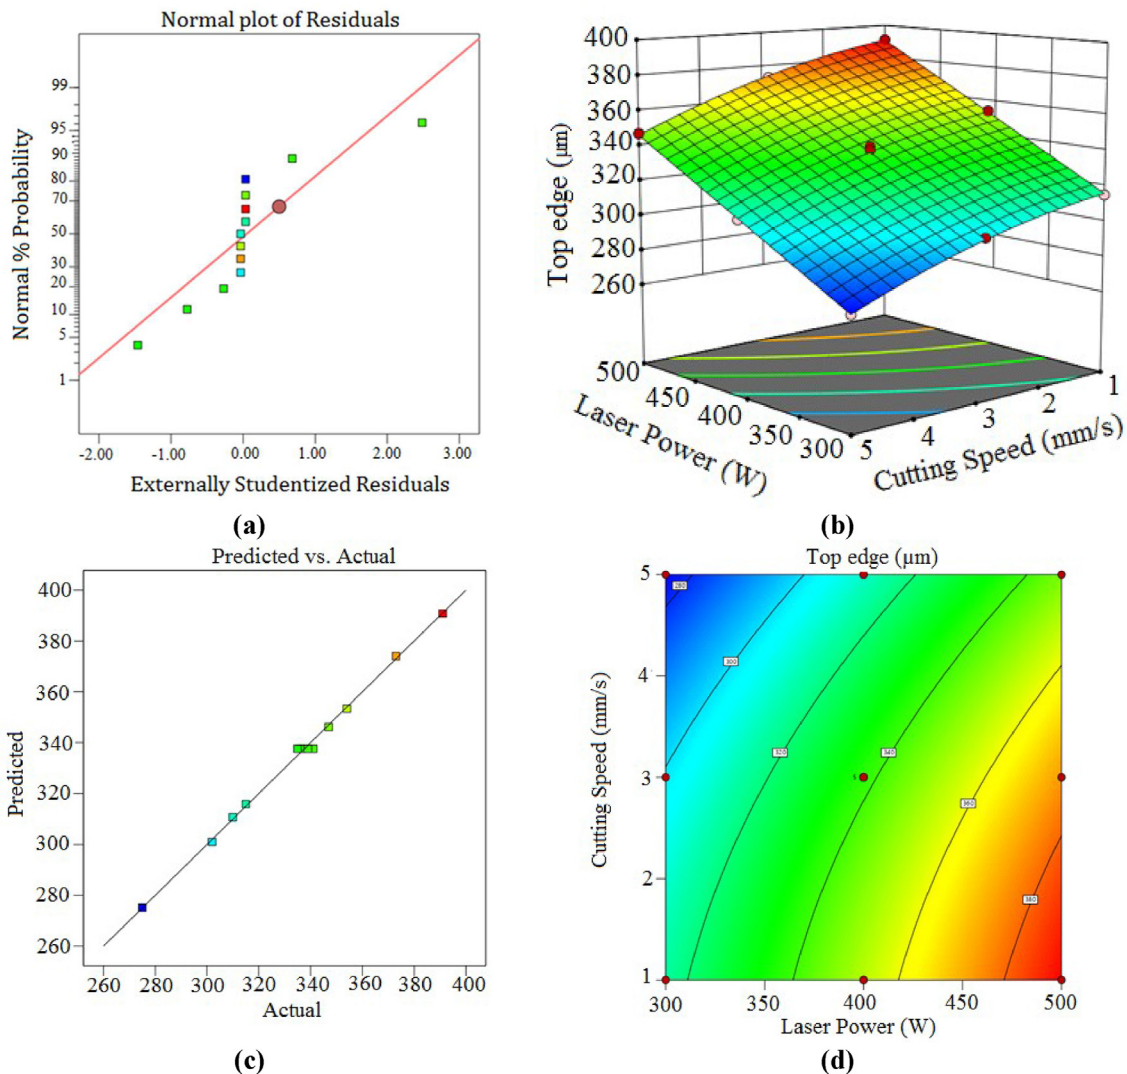 Normal plot of Residuals
Normal % Probability
99
95
90
80
70
50
30
20
10
5
1
-2.00 -1.00 0.00 1.00 2.00 3.00
Externally Studentized Residuals
(a)
Top edge (µm)
400
380
360
340
320
300
280
260
500 450 400 350 300
Laser Power (W)
5 4 3 2 1
Cutting Speed (mm/s)
(b)
Predicted vs. Actual
Predicted
400
380
360
340
320
300
280
260
260 280 300 320 340 360 380 400
Actual
(c)
Top edge (µm)
Cutting Speed (mm/s)
5
4
3
2
1
280
300
320
340
360
380
5
300 350 400 450 500
Laser Power (W)
(d)